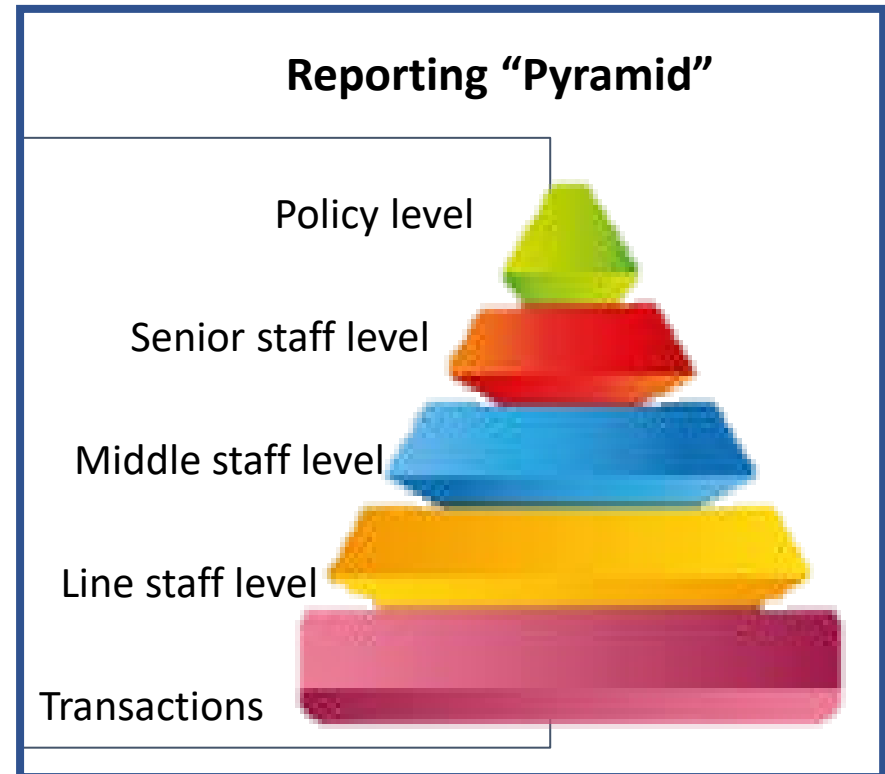 Reporting “Pyramid”
Policy level
Senior staff level
Middle staff level
Line staff level
Transactions